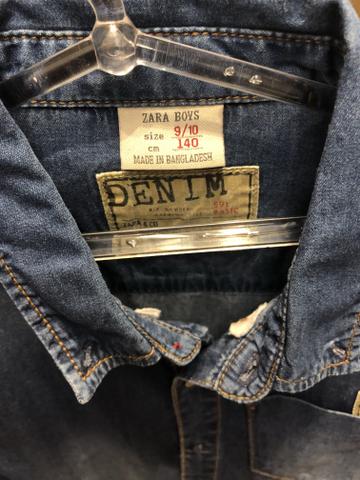 ZARA BOYS
size 9/10
cm 140
MADE IN BANGLADESH
DENIM